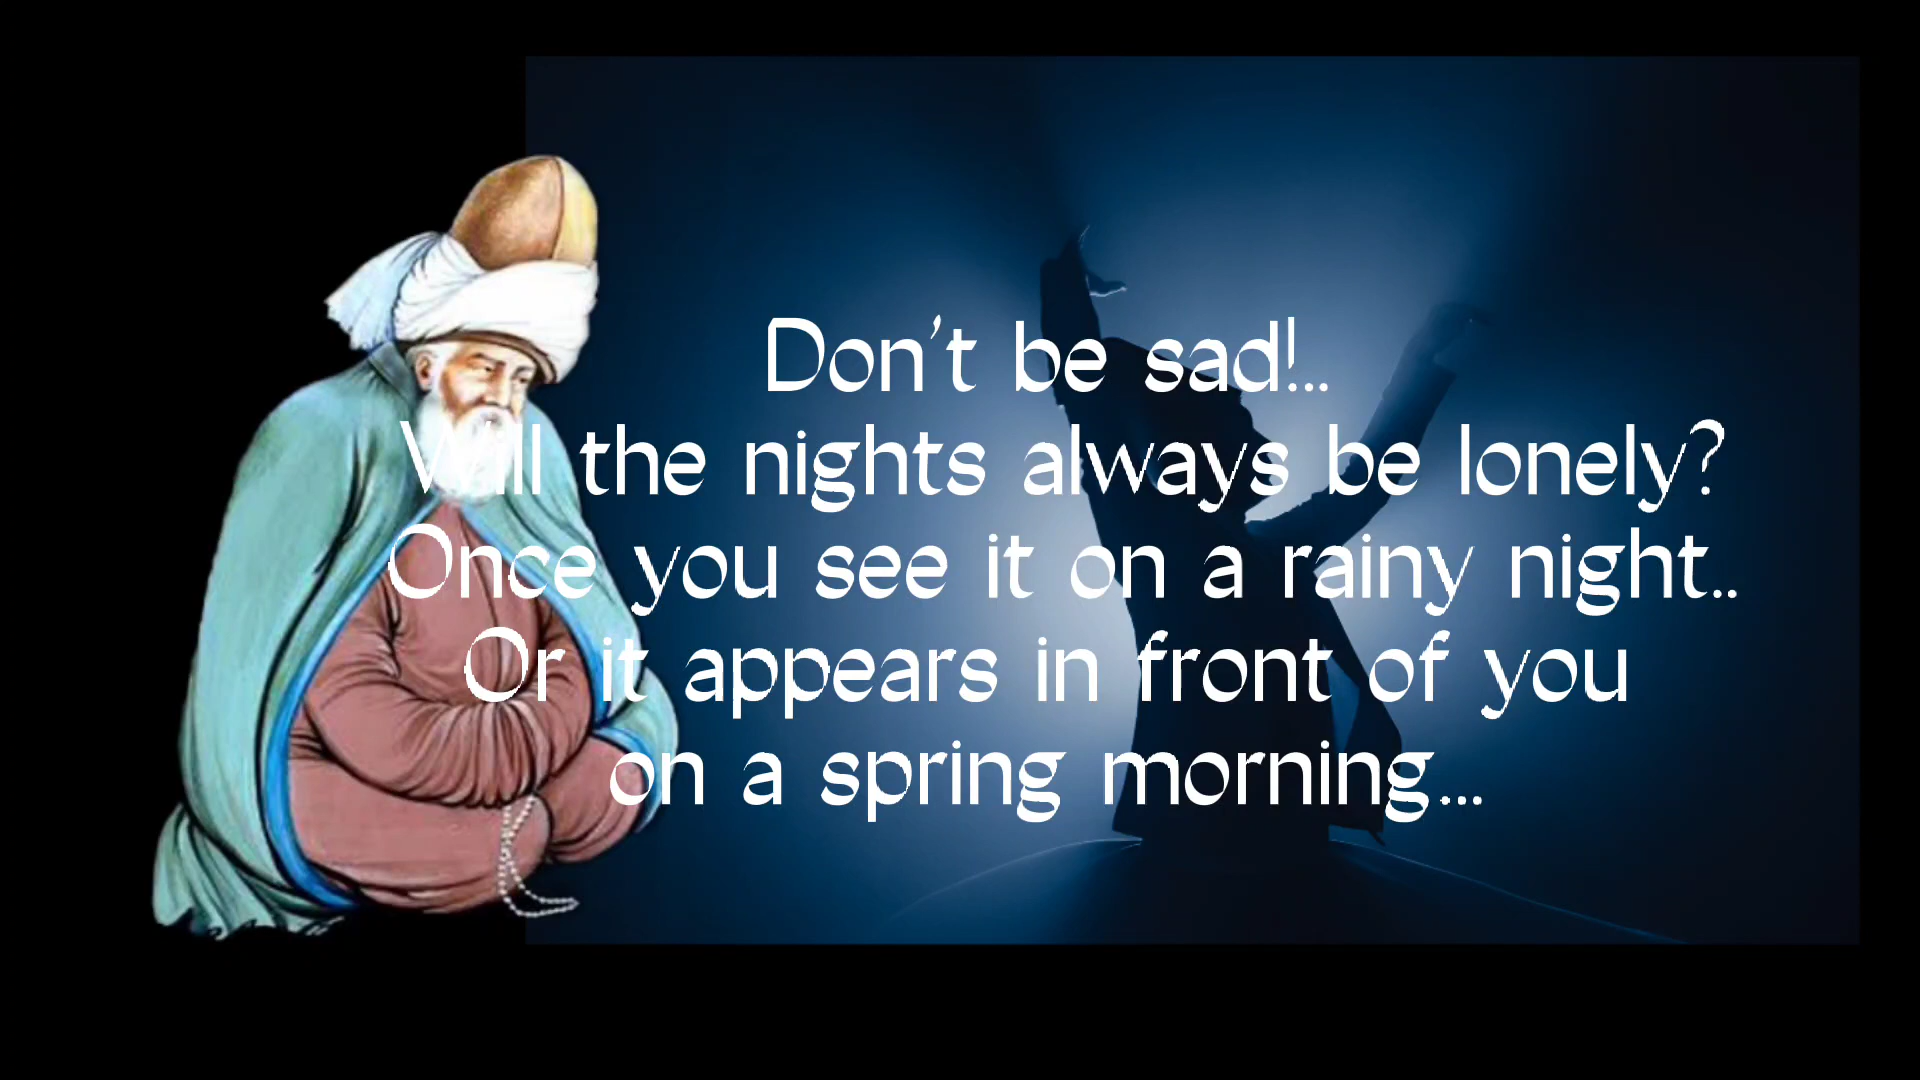 Don't be sad!...
Will the nights always be lonely?
Once you see it on a rainy night..
Or it appears in front of you
on a spring morning...